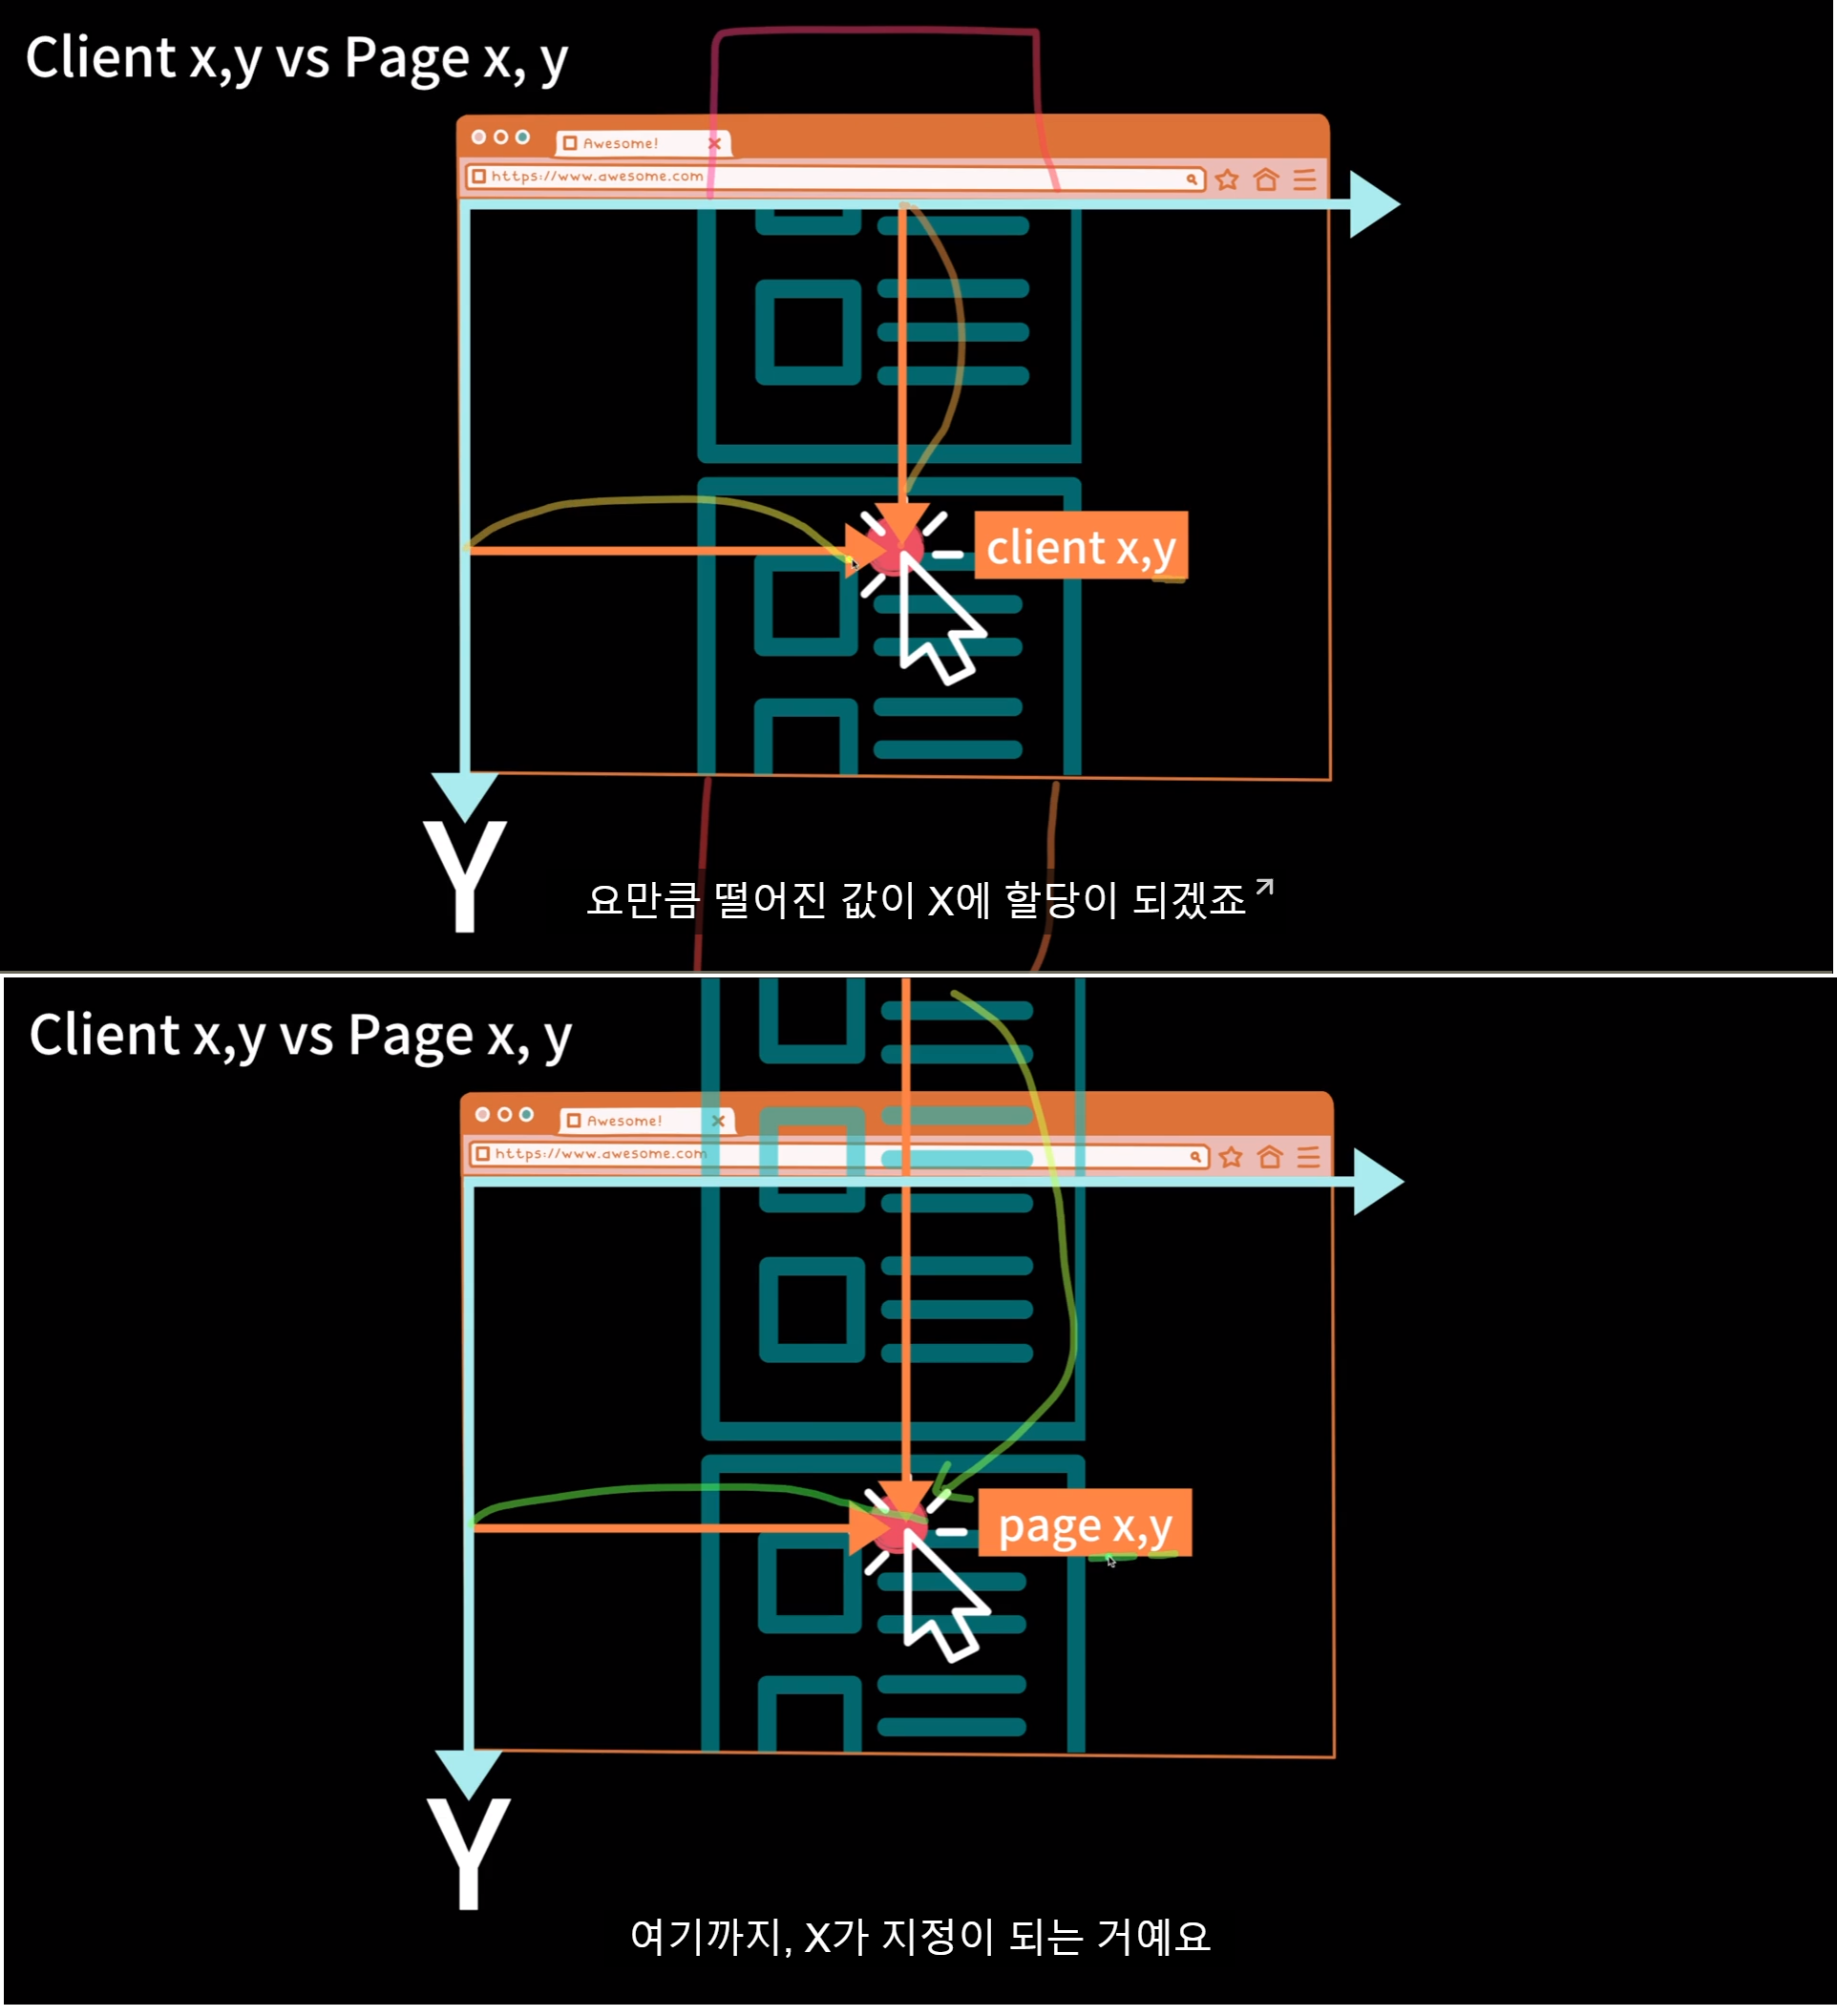 Client x,y vs Page x, y
Awesome!
https://www.awesome.com
client x,y
Y
요만큼 떨어진 값이 X에 할당이 되겠죠
Client x,y vs Page x, y
Awesome!
https://www.awesome.com
page x,y
Y
여기까지, X가 지정이 되는 거예요